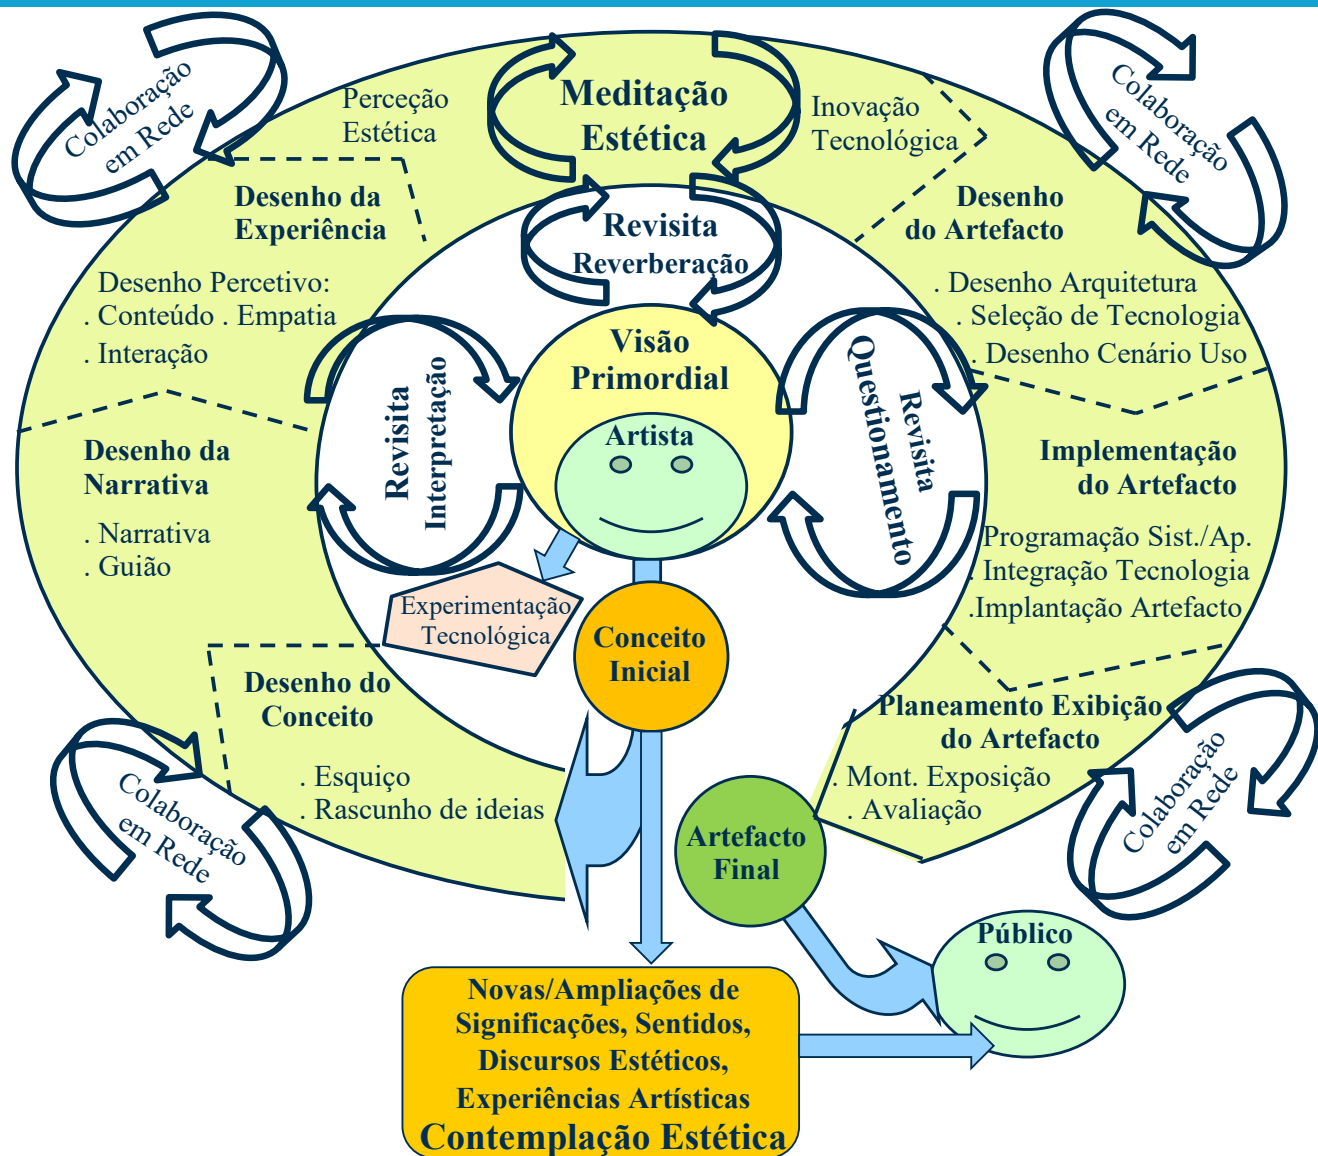 Colaboração
em Rede
Perceção
Estética
Meditação
Estética
Inovação
Tecnológica
Colaboração
em Rede
Desenho da
Experiência
Desenho Percetivo:
. Conteúdo . Empatia
. Interação
Revisita
Reverberação
Desenho
do Artefacto
. Desenho Arquitetura
. Seleção de Tecnologia
. Desenho Cenário Uso
Visão
Primordial
Artista
Revisita
Interpretação
Revisita
Questionamento
Desenho da
Narrativa
. Narrativa
. Guião
Implementação
do Artefacto
Programação Sist./Ap.
. Integração Tecnologia
.Implantação Artefacto
Experimentação
Tecnológica
Conceito
Inicial
Desenho do
Conceito
. Esquiço
. Rascunho de ideias
Planeamento Exibição
do Artefacto
. Mont. Exposição
. Avaliação
Colaboração
em Rede
Colaboração
em Rede
Artefacto
Final
Público
Novas/Ampliações de
Significações, Sentidos,
Discursos Estéticos,
Experiências Artísticas
Contemplação Estética